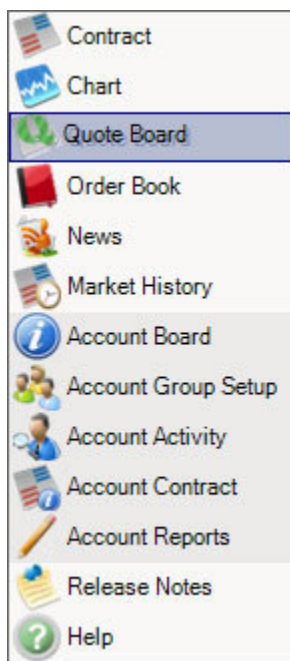 Contract
Chart
Quote Board
Order Book
News
Market History
Account Board
Account Group Setup
Account Activity
Account Contract
Account Reports
Release Notes
Help